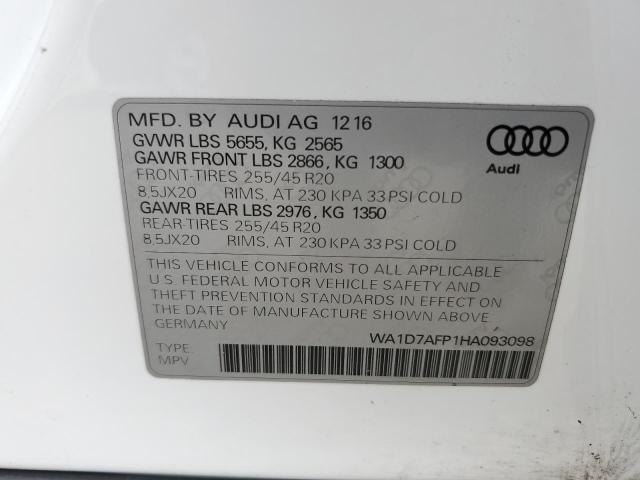 MFD. BY AUDI AG 12 16
GVWR LBS 5655, KG 2565
GAWR FRONT LBS 2866, KG 1300
FRONT-TIRES 255/45 R20
8,5JX20 RIMS, AT 230 KPA 33 PSI COLD
GAWR REAR LBS 2976, KG 1350
REAR-TIRES 255/45 R20
8,5JX20 RIMS, AT 230 KPA 33 PSI COLD
Audi
THIS VEHICLE CONFORMS TO ALL APPLICABLE
U.S. FEDERAL MOTOR VEHICLE SAFETY AND
THEFT PREVENTION STANDARDS IN EFFECT ON
THE DATE OF MANUFACTURE SHOWN ABOVE
GERMANY
WA1D7AFP1HA093098
TYPE:
MPV